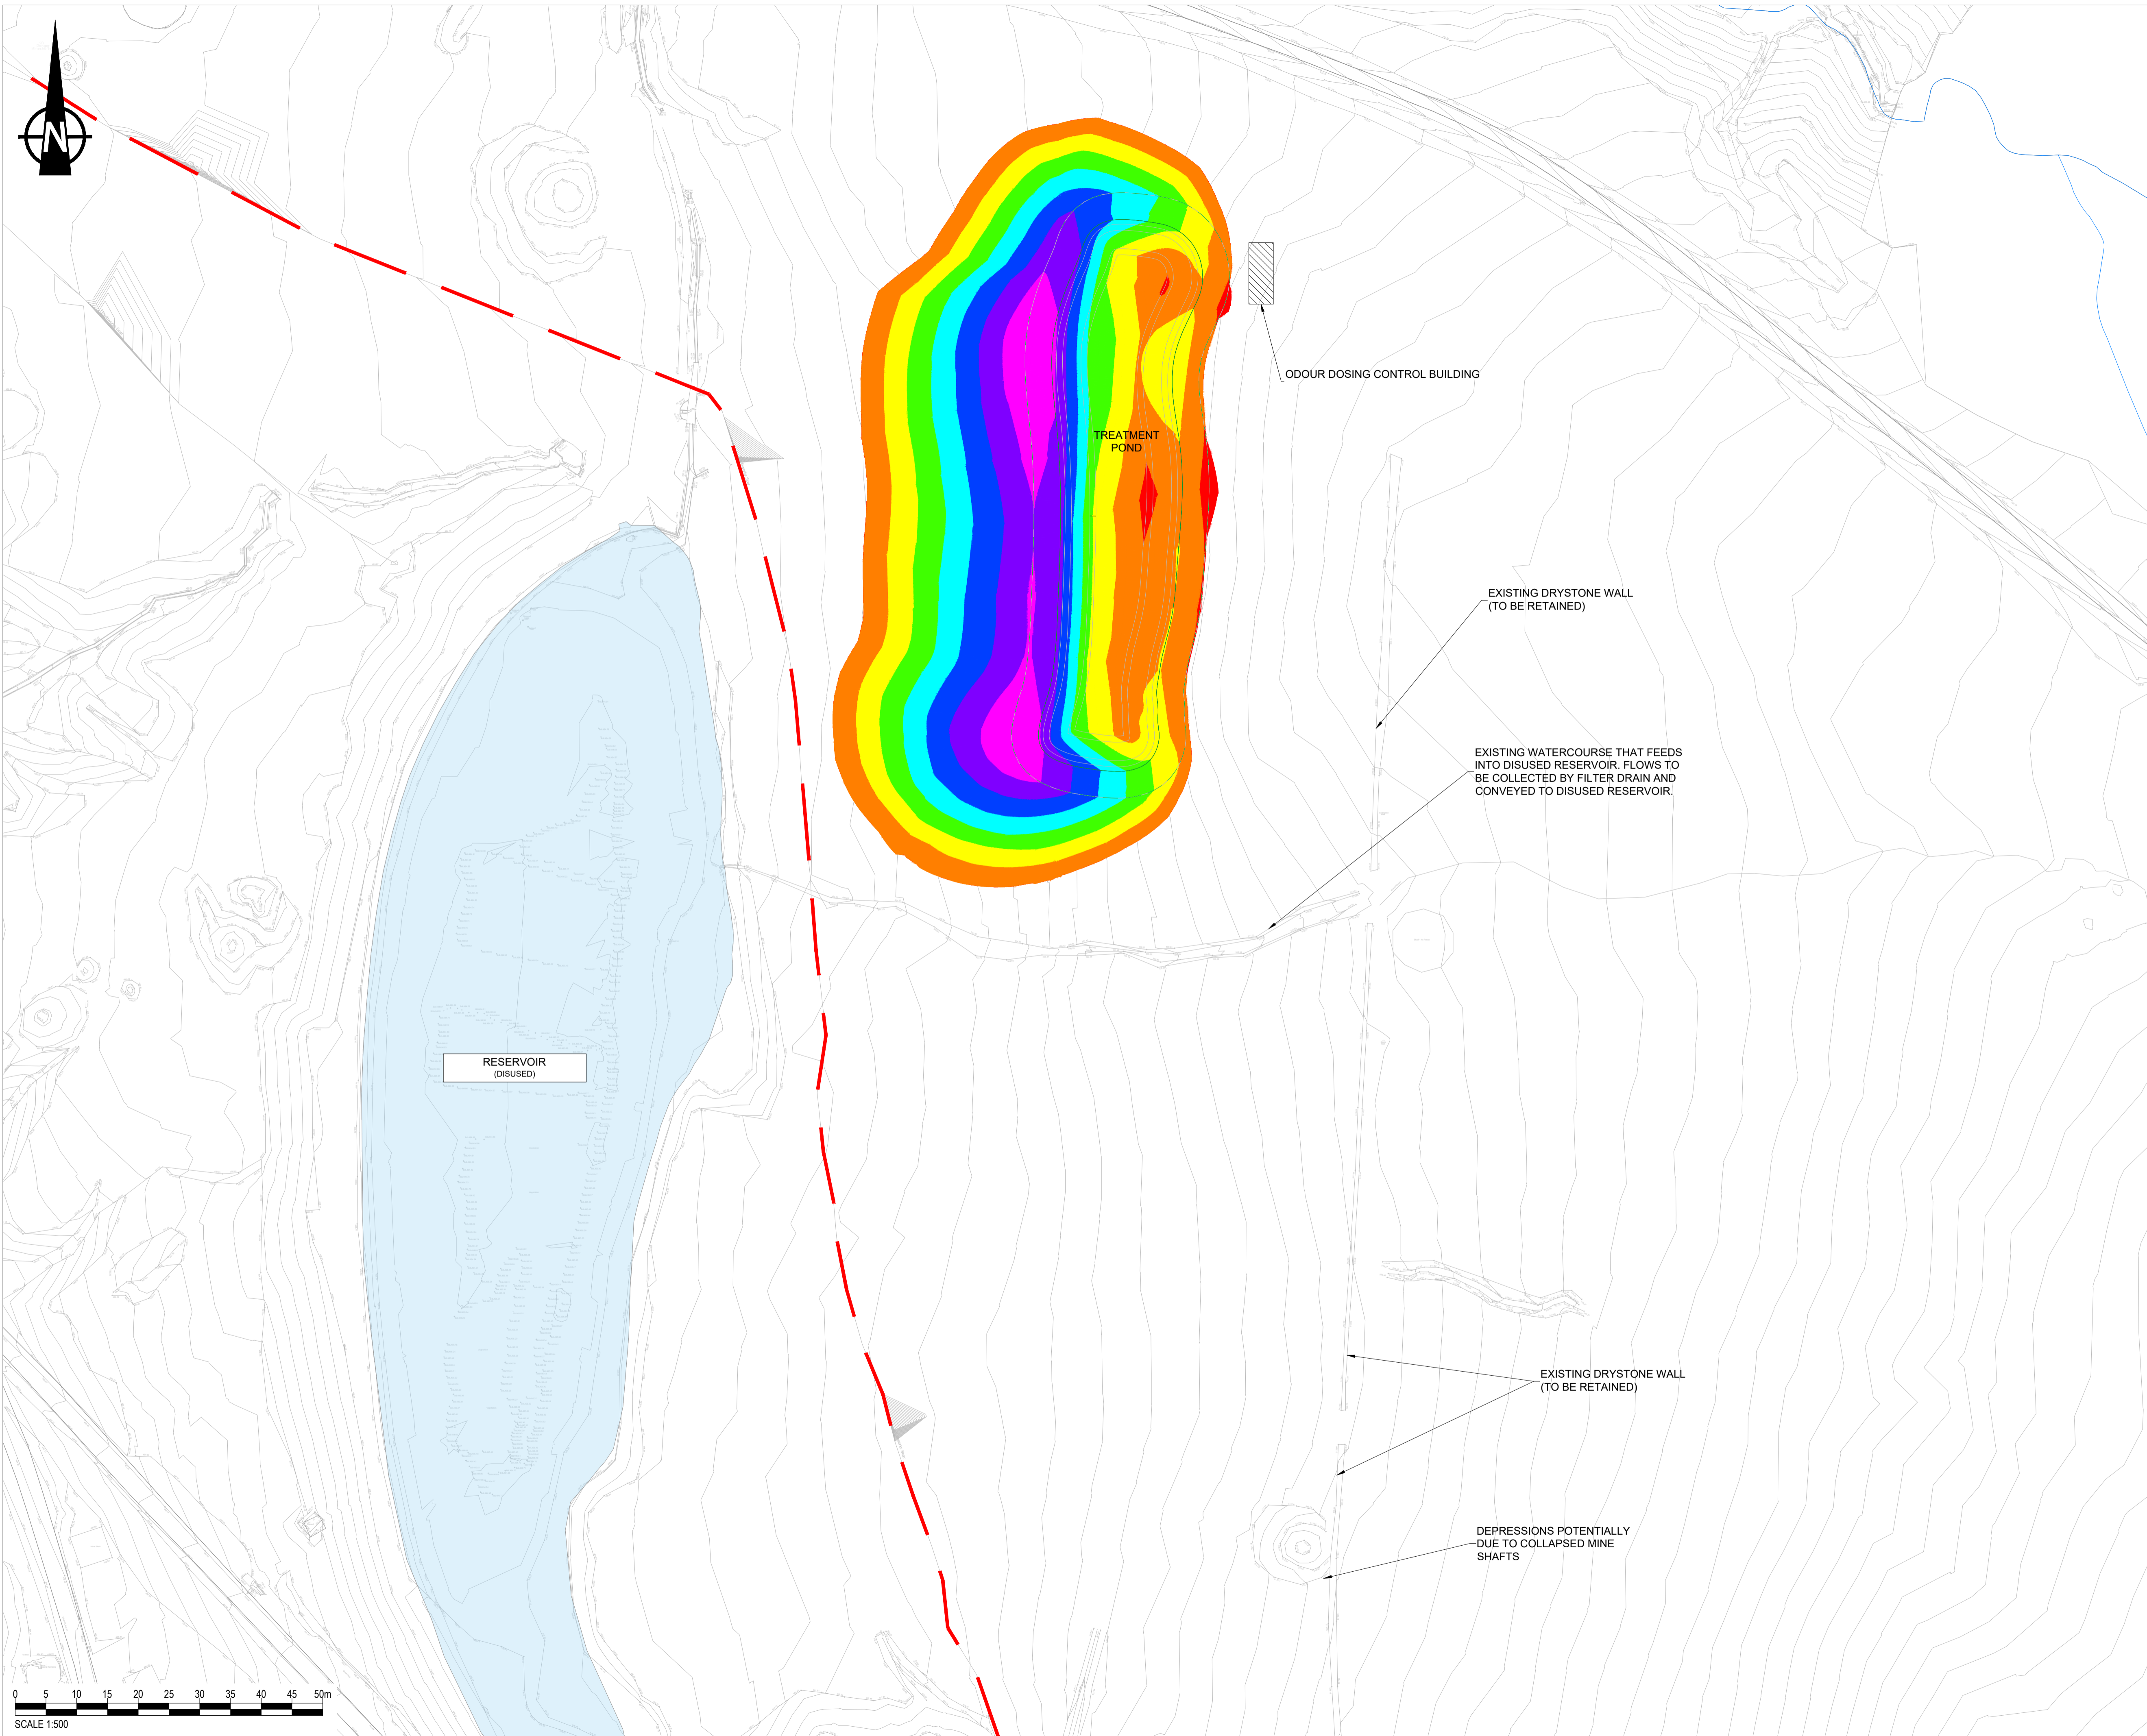 N
ODOUR DOSING CONTROL BUILDING
TREATMENT
POND
EXISTING DRYSTONE WALL
(TO BE RETAINED)
EXISTING WATERCOURSE THAT FEEDS
INTO DISUSED RESERVOIR. FLOWS TO
BE COLLECTED BY FILTER DRAIN AND
CONVEYED TO DISUSED RESERVOIR.
RESERVOIR
(DISUSED)
EXISTING DRYSTONE WALL
(TO BE RETAINED)
DEPRESSIONS POTENTIALLY
DUE TO COLLAPSED MINE
SHAFTS
0 5 10 15 20 25 30 35 40 45 50m
SCALE 1:500